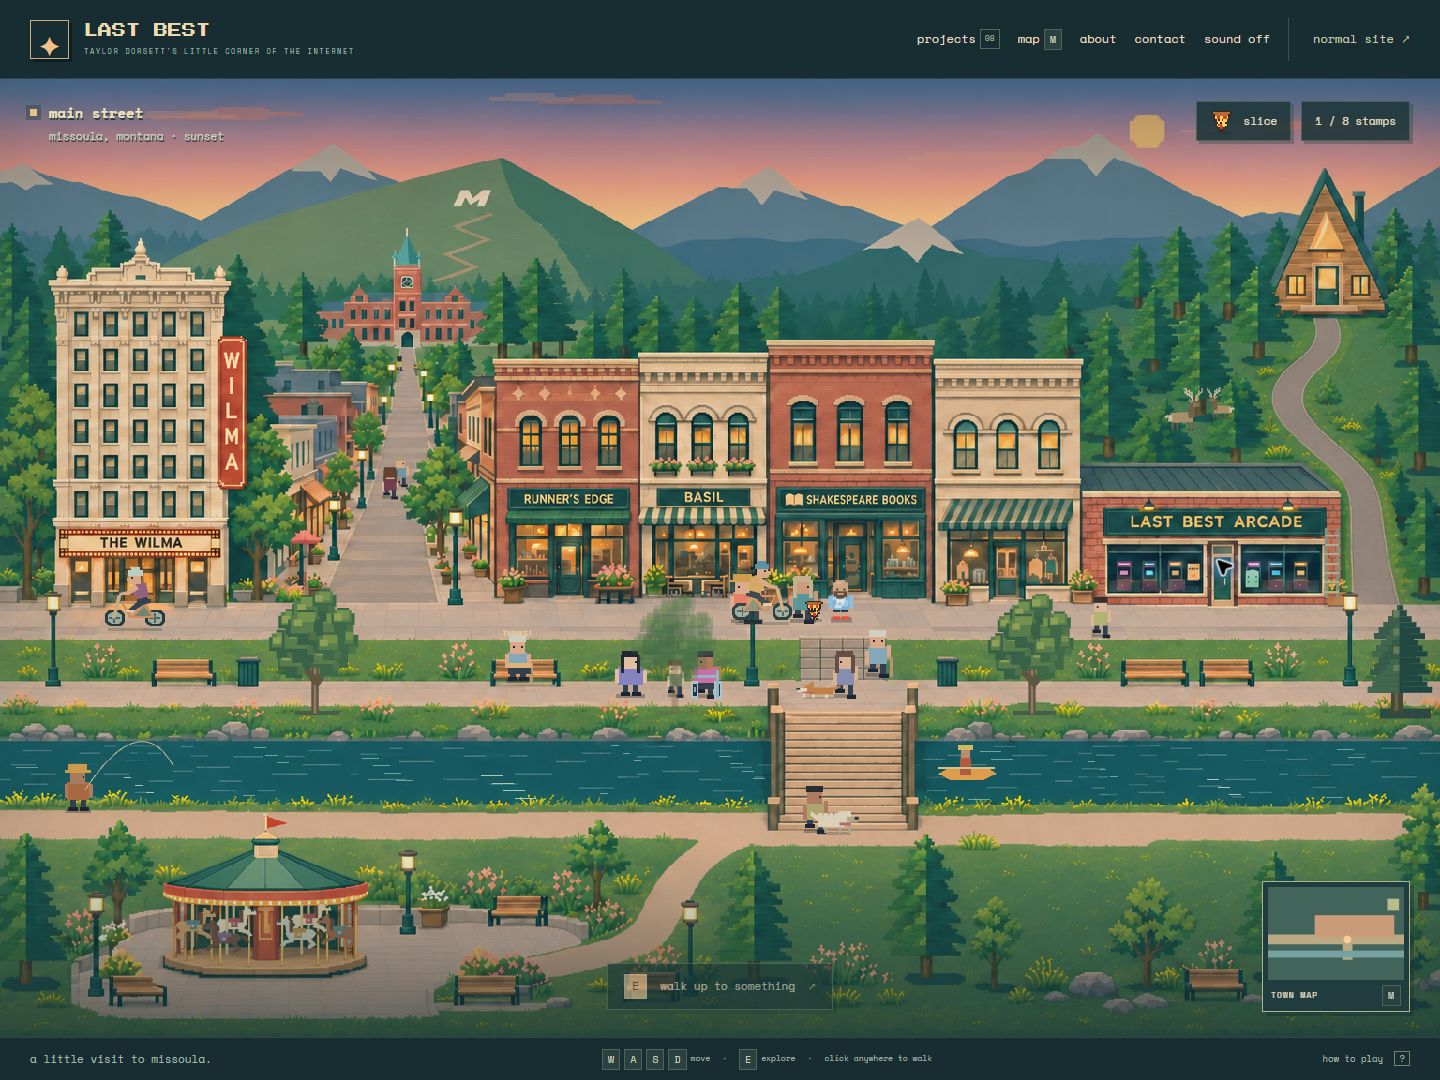 LAST BEST
TAYLOR DORSETT'S LITTLE CORNER OF THE INTERNET
projects 08 map M about contact sound off normal site ↗
main street
missoula, montana · sunset
slice
1 / 8 stamps
M
WILMA
THE WILMA
RUNNER'S EDGE
BASIL
SHAKESPEARE BOOKS
LAST BEST ARCADE
E walk up to something ↗
TOWN MAP M
a little visit to missoula.
W A S D move · E explore · click anywhere to walk
how to play ?